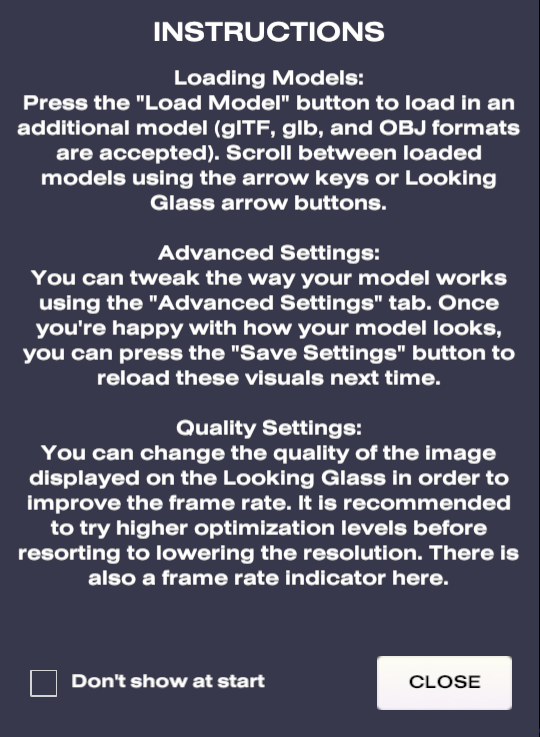 INSTRUCTIONS
Loading Models:
Press the "Load Model" button to load in an
additional model (glTF, glb, and OBJ formats
are accepted). Scroll between loaded
models using the arrow keys or Looking
Glass arrow buttons.
Advanced Settings:
You can tweak the way your model works
using the "Advanced Settings" tab. Once
you're happy with how your model looks,
you can press the "Save Settings" button to
reload these visuals next time.
Quality Settings:
You can change the quality of the image
displayed on the Looking Glass in order to
improve the frame rate. It is recommended
to try higher optimization levels before
resorting to lowering the resolution. There is
also a frame rate indicator here.
Don't show at start
CLOSE